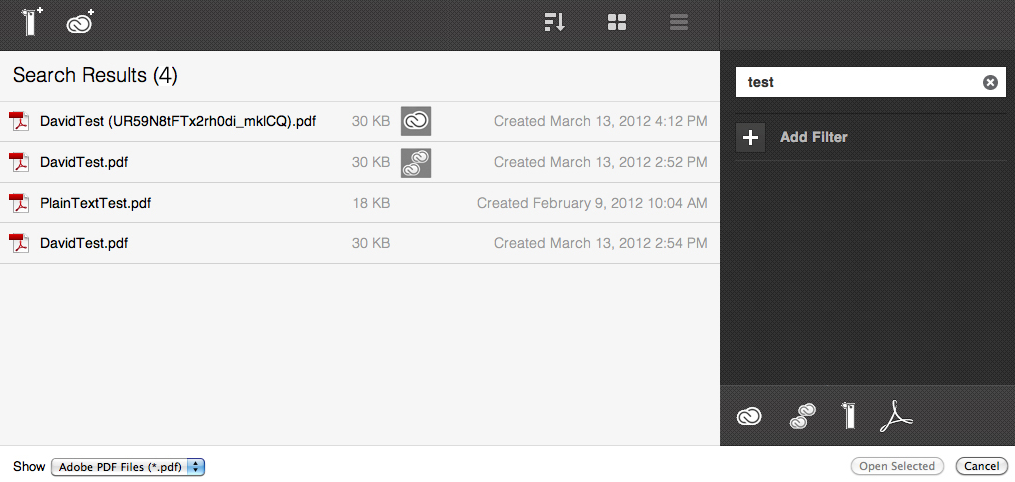 Search Results (4)
test
DavidTest (UR59N8tFTx2rh0di_mklCQ).pdf 30 KB Created March 13, 2012 4:12 PM
Add Filter
DavidTest.pdf 30 KB Created March 13, 2012 2:52 PM
PlainTextTest.pdf 18 KB Created February 9, 2012 10:04 AM
DavidTest.pdf 30 KB Created March 13, 2012 2:54 PM
Show Adobe PDF Files (*.pdf) Open Selected Cancel